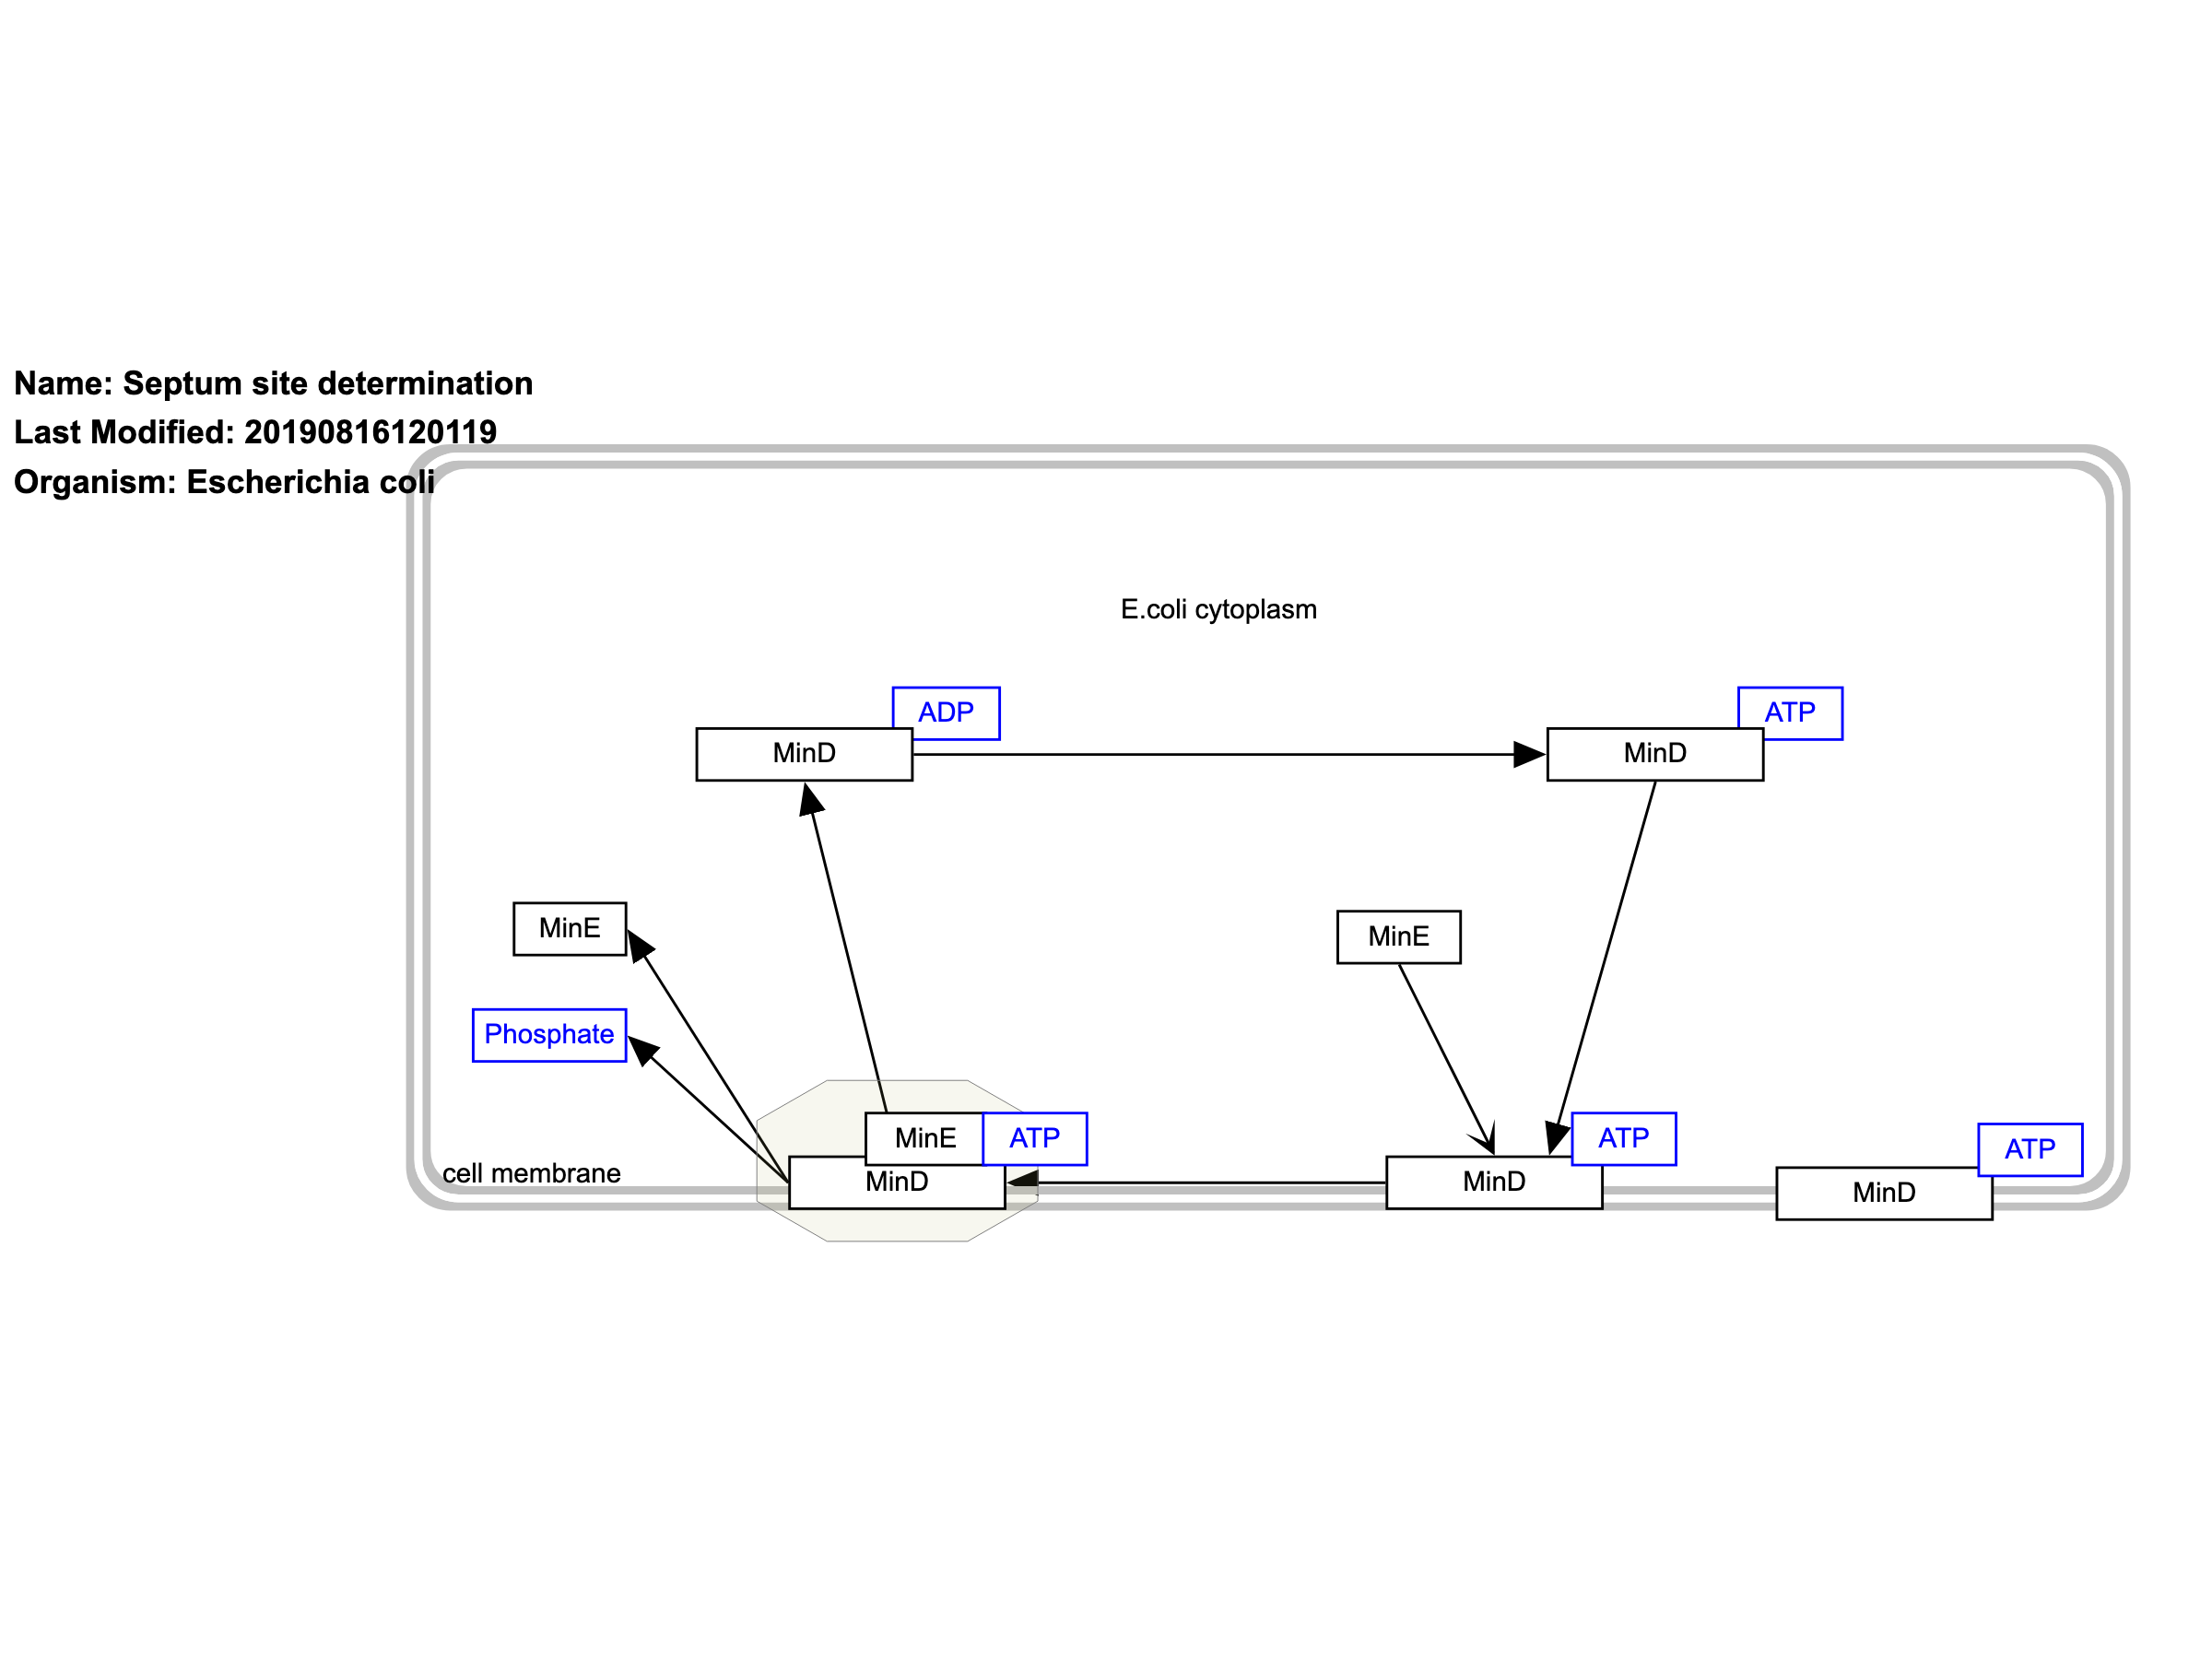 Name: Septum site determination
Last Modified: 20190816120119
Organism: Escherichia coli
E.coli cytoplasm
ADP
MinD
ATP
MinD
MinE
MinE
Phosphate
MinE
ATP
MinD
cell membrane
ATP
MinD
ATP
MinD